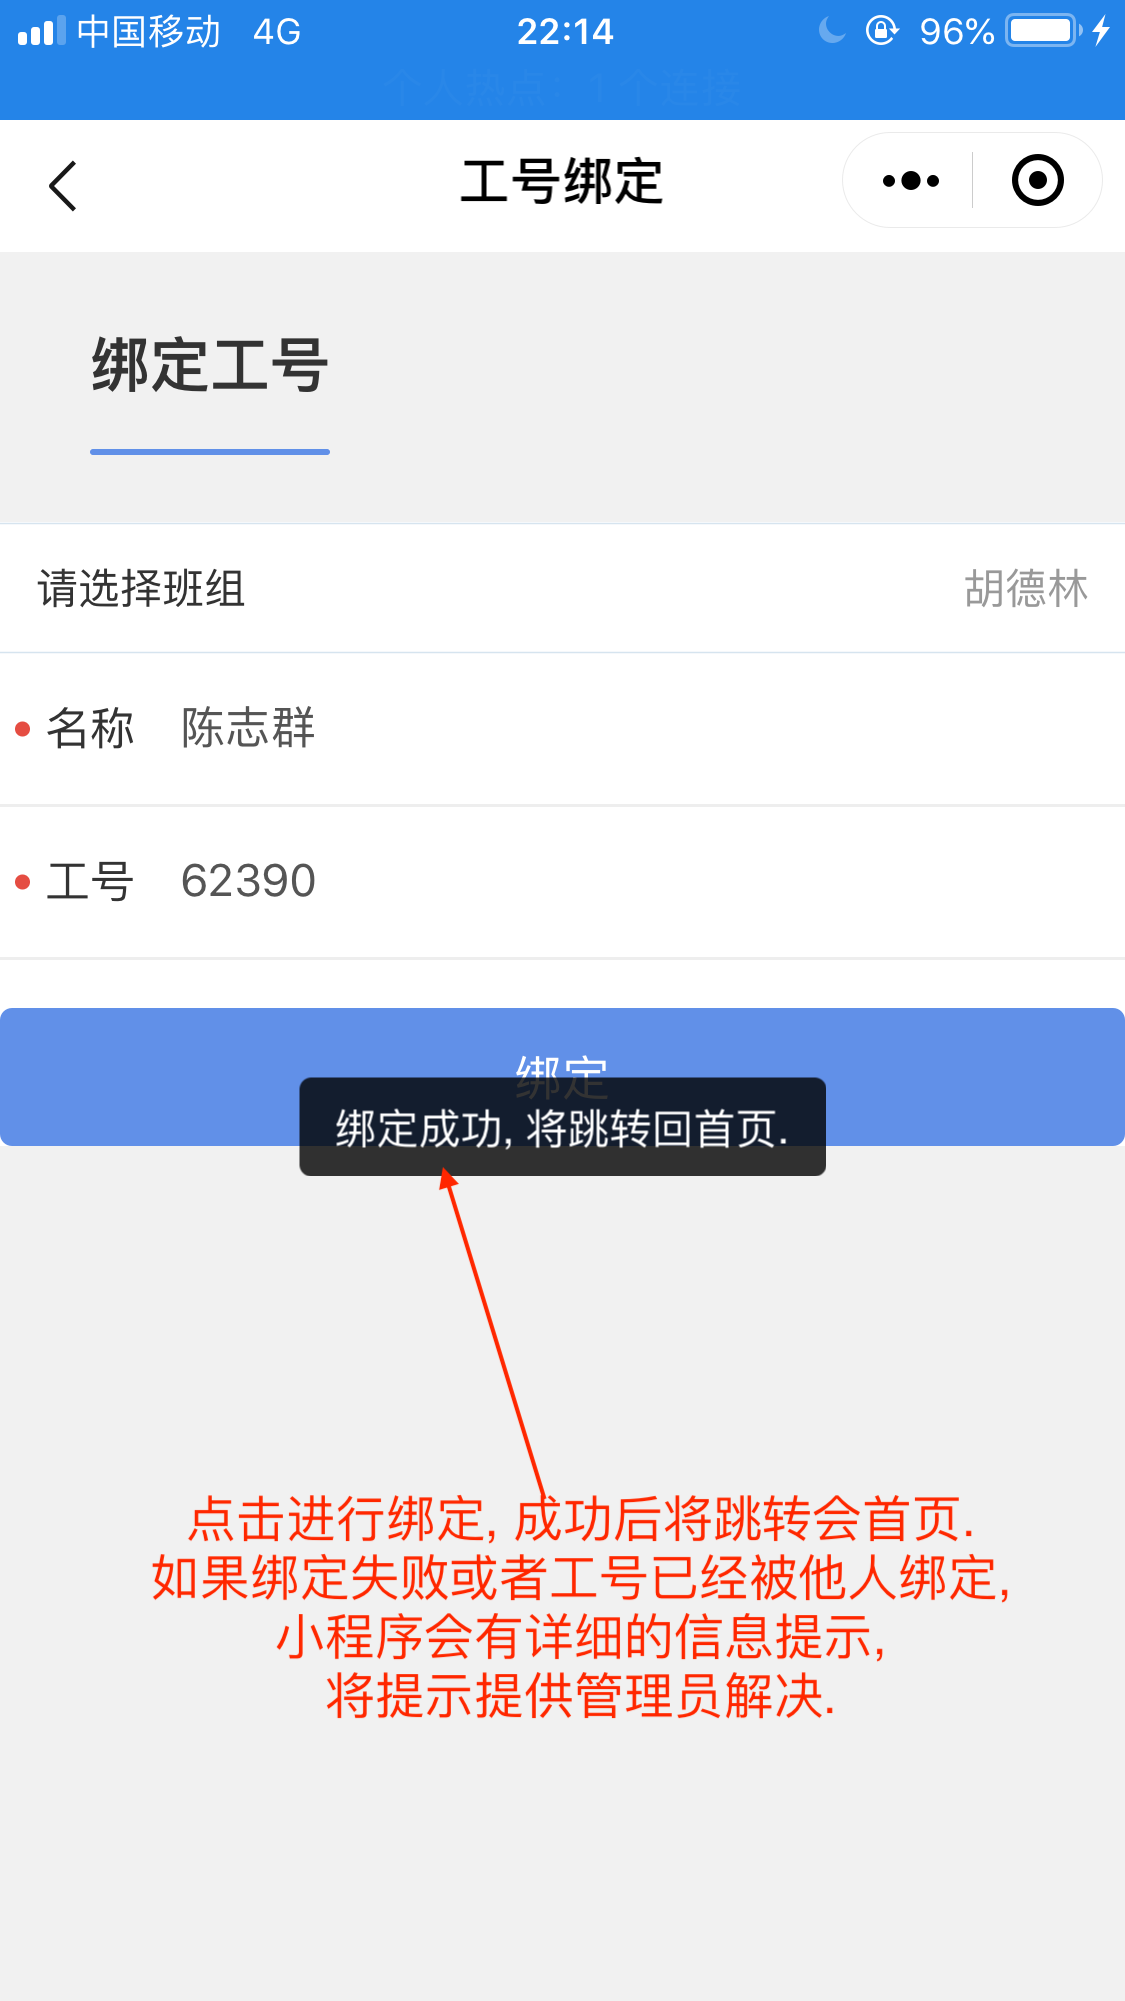 中国移动 4G 22:14 96%
个人热点: 1 个连接
工号绑定
绑定工号
请选择班组 胡德林
名称 陈志群
工号 62390
绑定
绑定成功, 将跳转回首页.
点击进行绑定, 成功后将跳转会首页.
如果绑定失败或者工号已经被他人绑定,
小程序会有详细的信息提示,
将提示提供管理员解决.